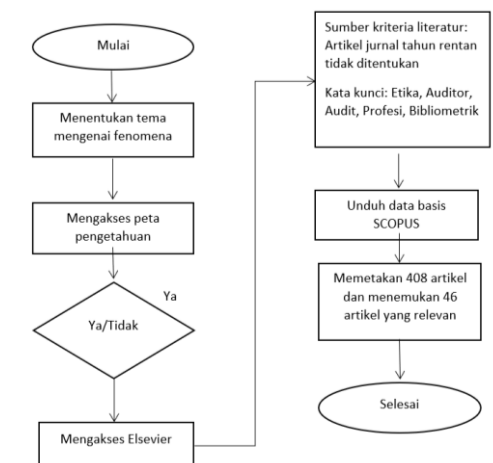 Mulai
Menentukan tema
mengenai fenomena
Mengakses peta
pengetahuan
Ya
Ya/Tidak
Mengakses Elsevier
Sumber kriteria literatur:
Artikel jurnal tahun rentan
tidak ditentukan
Kata kunci: Etika, Auditor,
Audit, Profesi, Bibliometrik
Unduh data basis
SCOPUS
Memetakan 408 artikel
dan menemukan 46
artikel yang relevan
Selesai